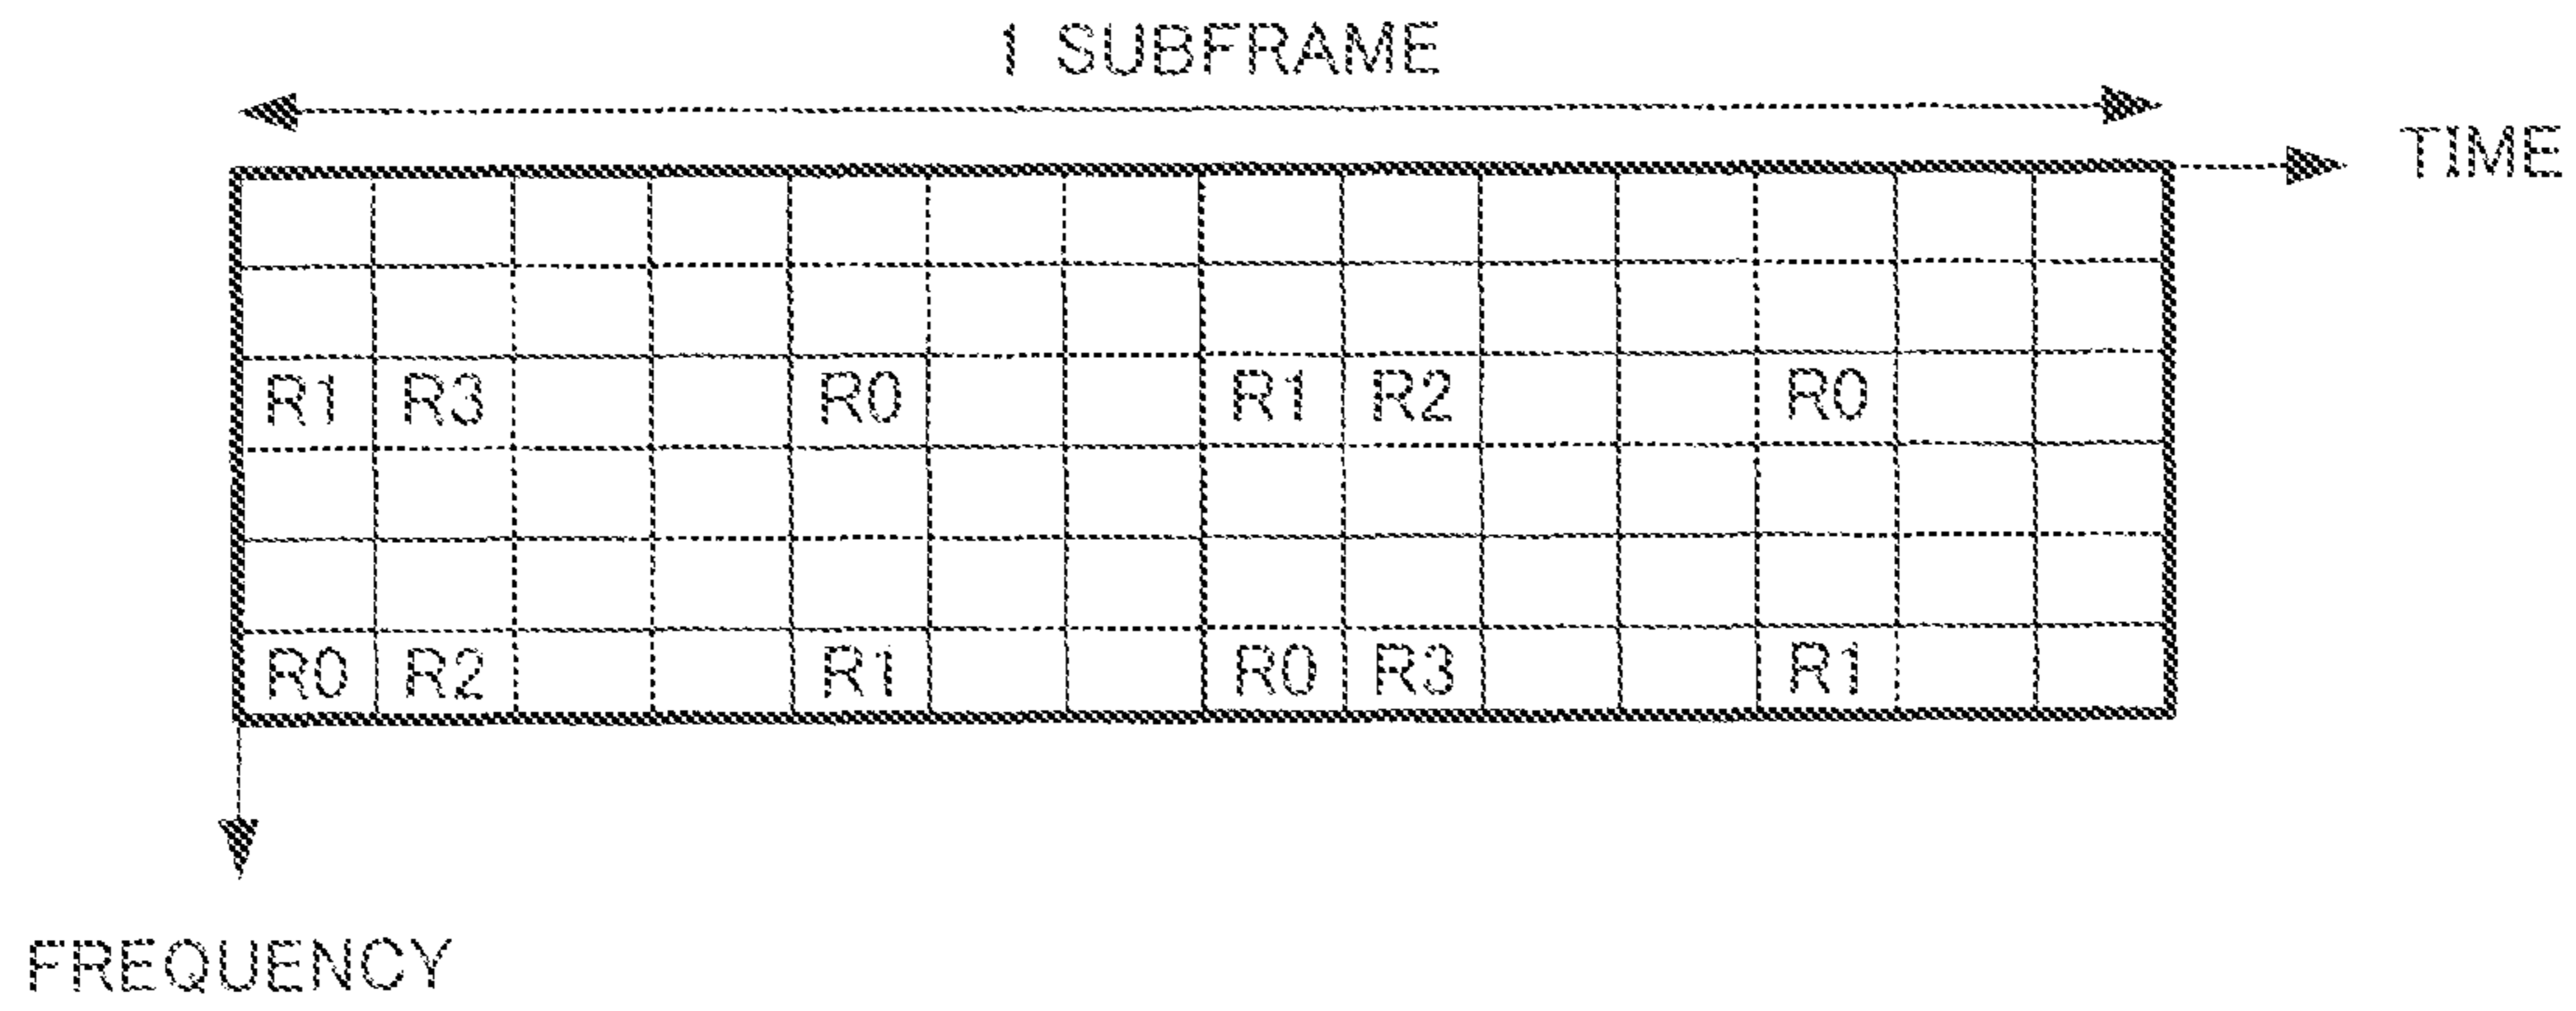 1 SUBFRAME
TIME
R1 R3 R0 R1 R2 R0
R0 R2 R1 R0 R3 R1
FREQUENCY